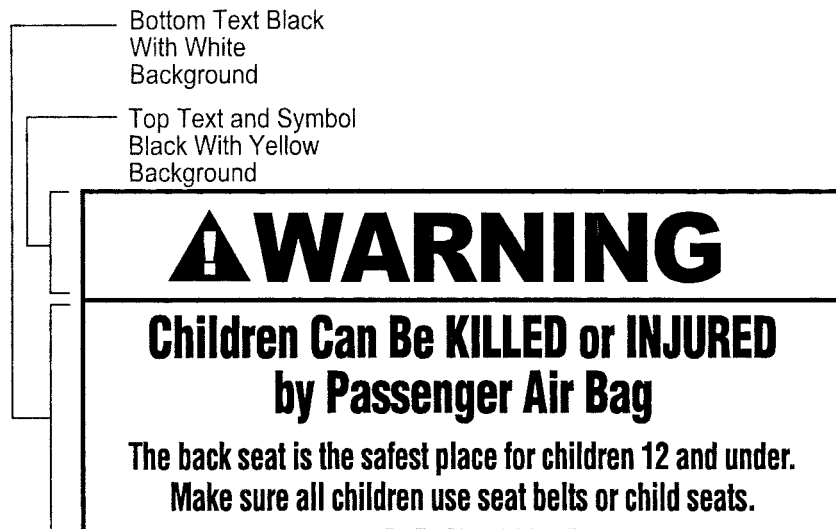 Bottom Text Black
With White
Background
Top Text and Symbol
Black With Yellow
Background
WARNING
Children Can Be KILLED or INJURED
by Passenger Air Bag
The back seat is the safest place for children 12 and under.
Make sure all children use seat belts or child seats.